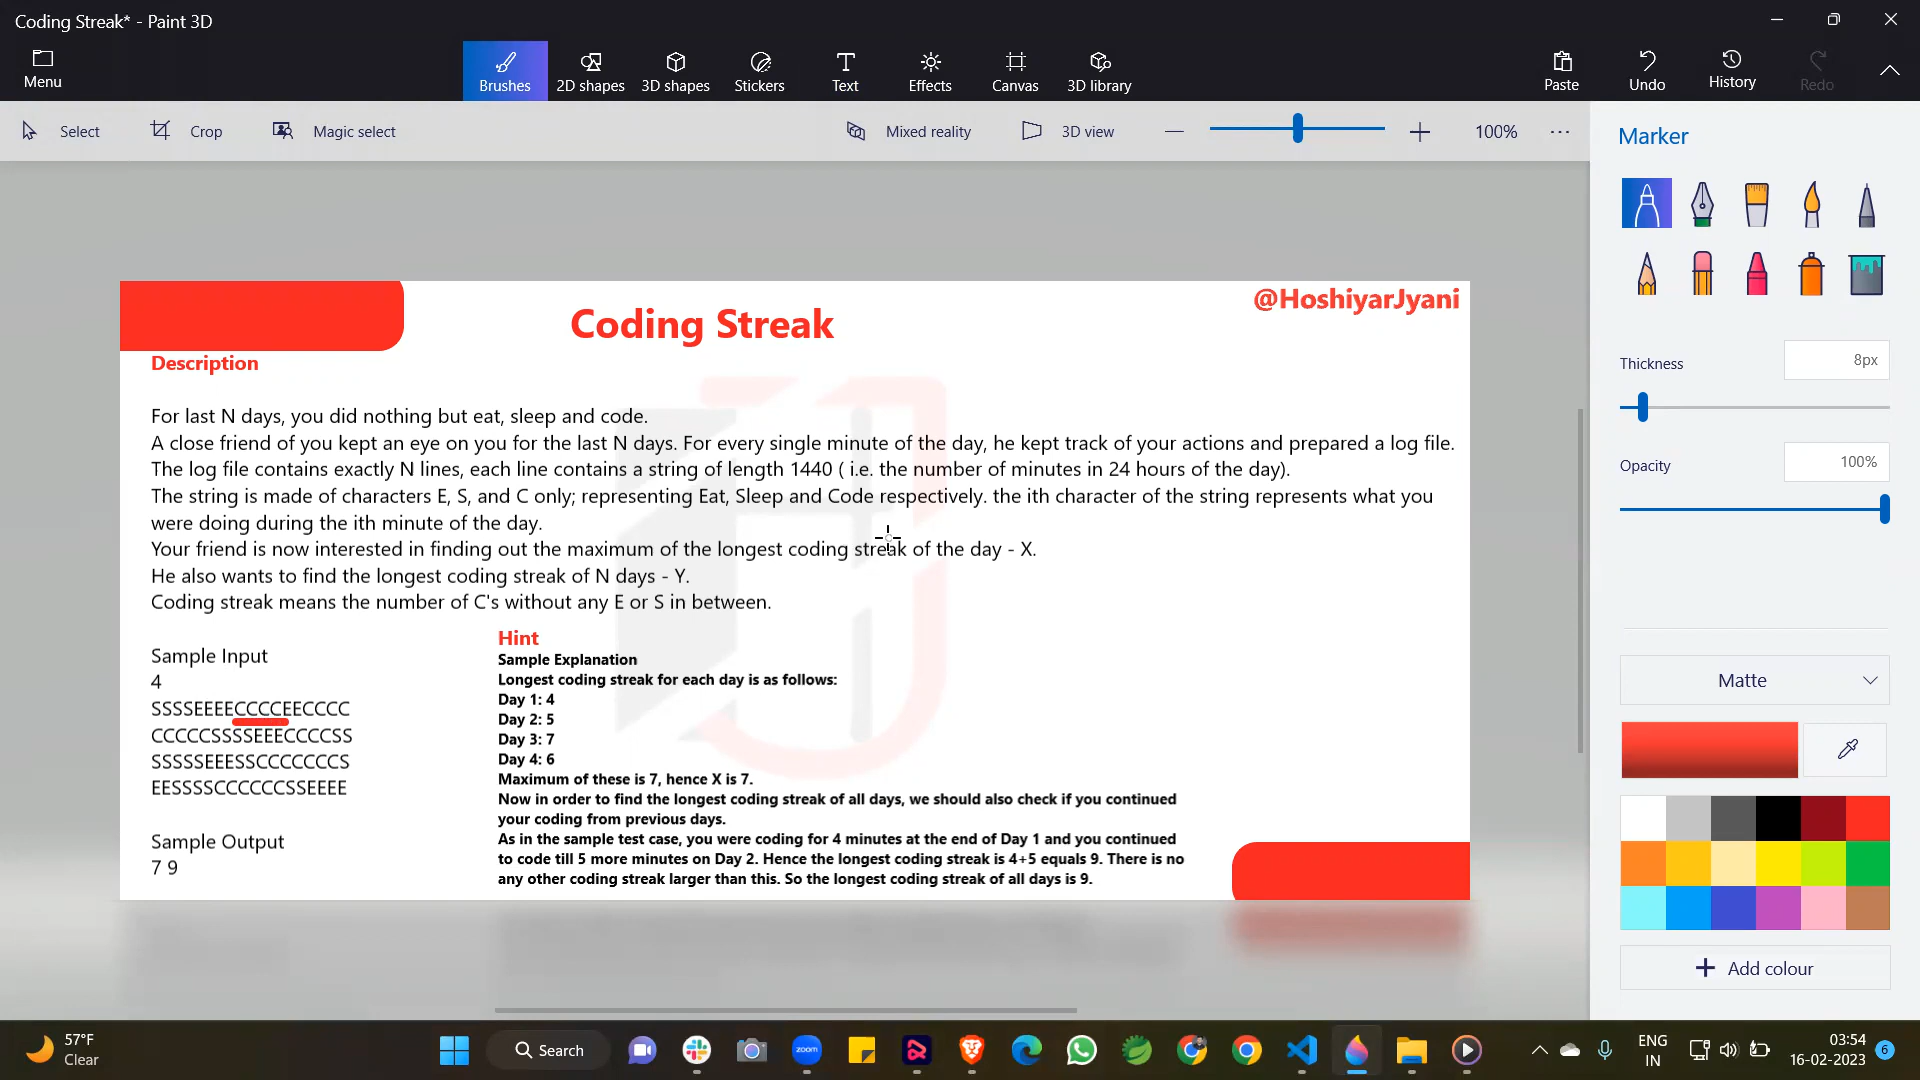 Coding Streak* - Paint 3D
Menu
Brushes
2D shapes
3D shapes
Stickers
Text
Effects
Canvas
3D library
Paste
Undo
History
Redo
Select
Crop
Magic select
Mixed reality
3D view
100%
Marker
Thickness
8px
Opacity
100%
Matte
Add colour
@HoshiyarJyani
Coding Streak
Description
For last N days, you did nothing but eat, sleep and code.
A close friend of you kept an eye on you for the last N days. For every single minute of the day, he kept track of your actions and prepared a log file.
The log file contains exactly N lines, each line contains a string of length 1440 ( i.e. the number of minutes in 24 hours of the day).
The string is made of characters E, S, and C only; representing Eat, Sleep and Code respectively. the ith character of the string represents what you
were doing during the ith minute of the day.
Your friend is now interested in finding out the maximum of the longest coding streak of the day - X.
He also wants to find the longest coding streak of N days - Y.
Coding streak means the number of C's without any E or S in between.
Sample Input
4
SSSSEEEECCCCEECCCC
CCCCCSSSSEEECCCCSS
SSSSSEEESSCCCCCCCS
EESSSSCCCCCCSSEEEE
Sample Output
7 9
Hint
Sample Explanation
Longest coding streak for each day is as follows:
Day 1: 4
Day 2: 5
Day 3: 7
Day 4: 6
Maximum of these is 7, hence X is 7.
Now in order to find the longest coding streak of all days, we should also check if you continued
your coding from previous days.
As in the sample test case, you were coding for 4 minutes at the end of Day 1 and you continued
to code till 5 more minutes on Day 2. Hence the longest coding streak is 4+5 equals 9. There is no
any other coding streak larger than this. So the longest coding streak of all days is 9.
57°F
Clear
Search
zoom
ENG
IN
03:54
16-02-2023
6